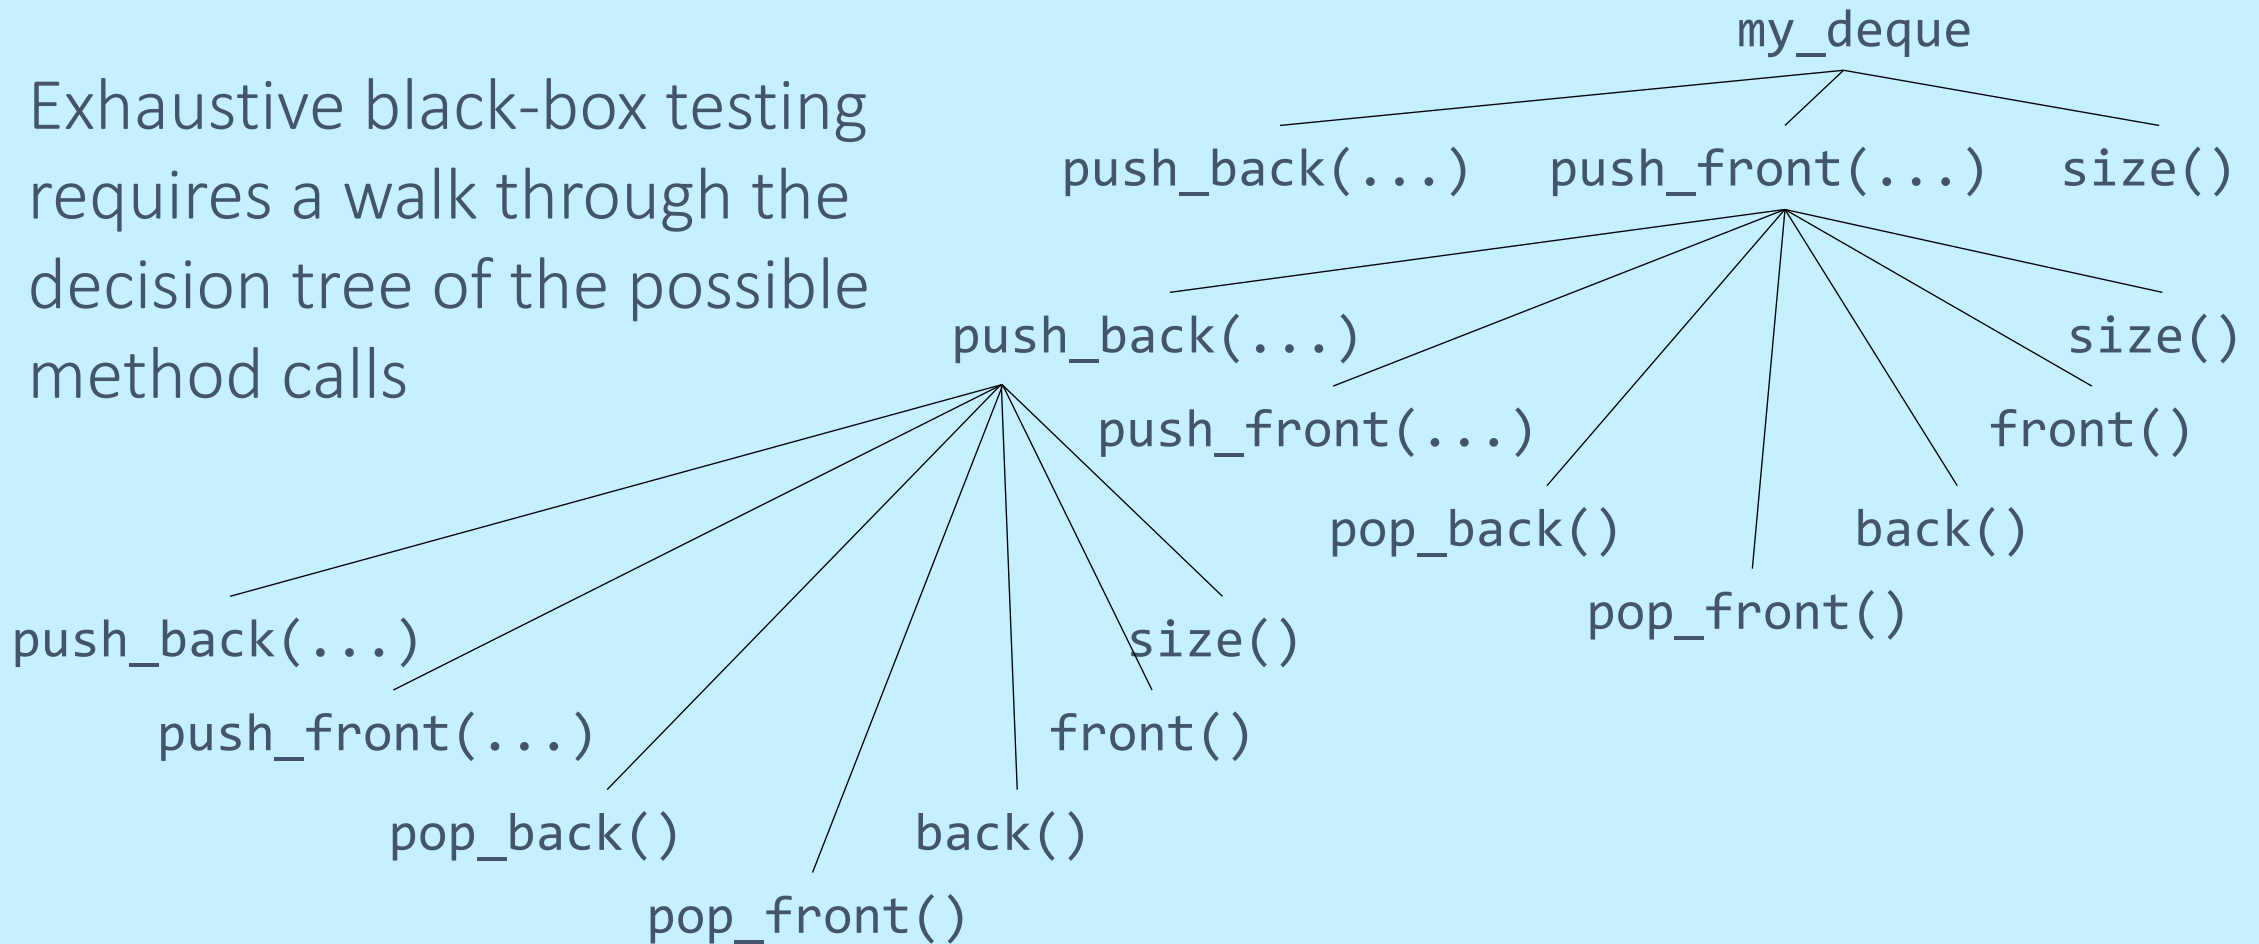 my_deque
Exhaustive black-box testing
requires a walk through the
decision tree of the possible
method calls
push_back(...) push_front(...) size()
push_back(...) size()
push_front(...) front()
pop_back() back()
pop_front()
push_back(...) size()
push_front(...) front()
pop_back() back()
pop_front()